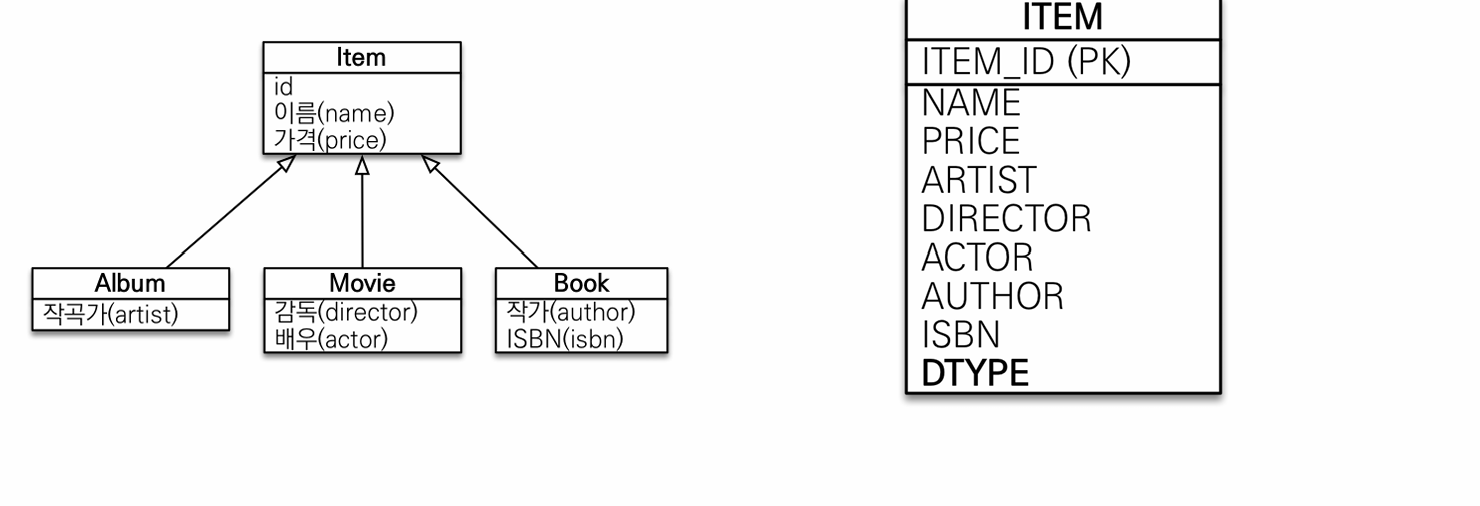 Item
id
이름(name)
가격(price)
Album
작곡가(artist)
Movie
감독(director)
배우(actor)
Book
작가(author)
ISBN(isbn)
ITEM
ITEM_ID (PK)
NAME
PRICE
ARTIST
DIRECTOR
ACTOR
AUTHOR
ISBN
DTYPE